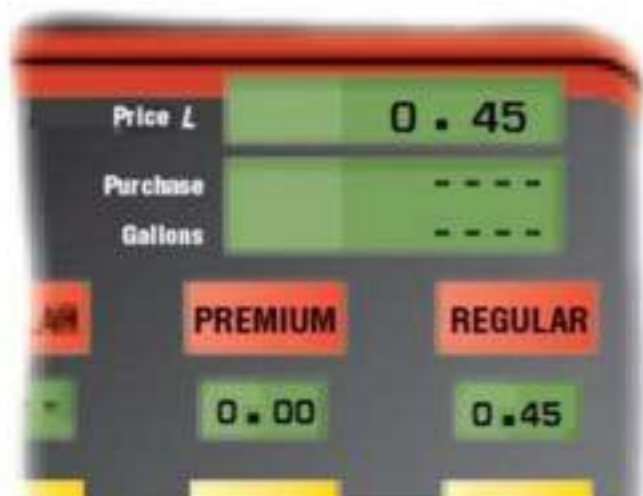 Price L 0.45
Purchase ----
Gallons ----
PREMIUM REGULAR
0.00 0.45